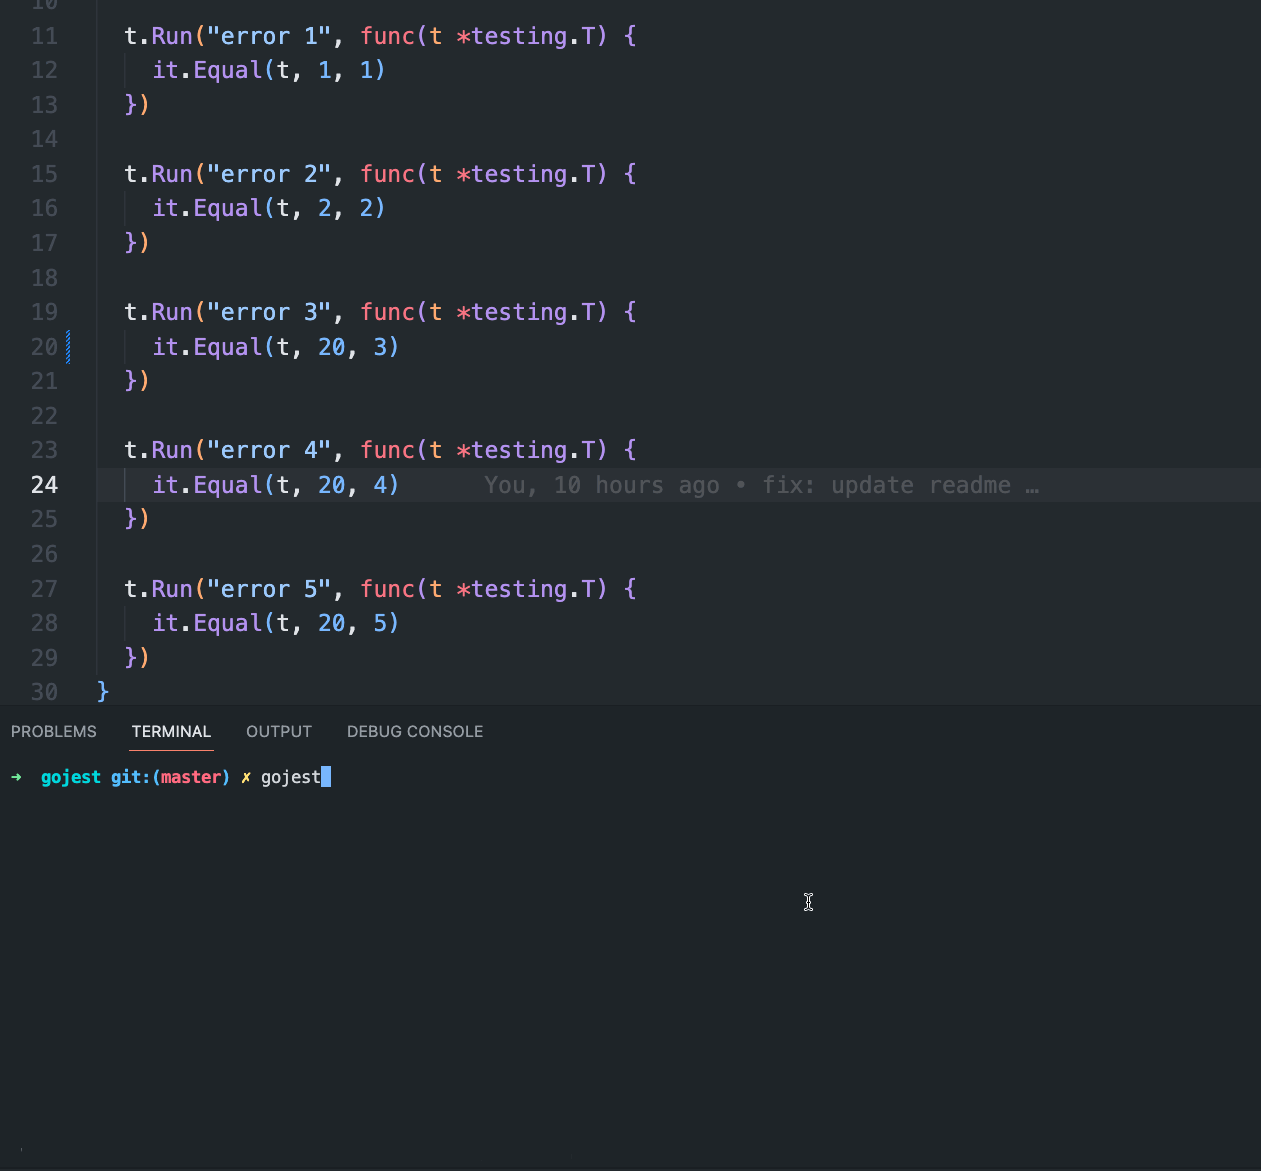 10
11 t.Run("error 1", func(t *testing.T) {
12 it.Equal(t, 1, 1)
13 })
14
15 t.Run("error 2", func(t *testing.T) {
16 it.Equal(t, 2, 2)
17 })
18
19 t.Run("error 3", func(t *testing.T) {
20 it.Equal(t, 20, 3)
21 })
22
23 t.Run("error 4", func(t *testing.T) {
24 it.Equal(t, 20, 4) You, 10 hours ago • fix: update readme …
25 })
26
27 t.Run("error 5", func(t *testing.T) {
28 it.Equal(t, 20, 5)
29 })
30 }
PROBLEMS TERMINAL OUTPUT DEBUG CONSOLE
➜ gojest git:(master) ✗ gojest